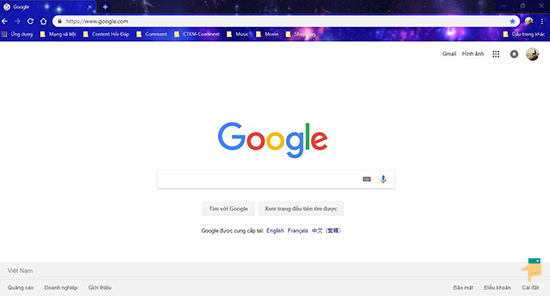 Google
https://www.google.com
Ứng dụng Mạng xã hội Content Hỏi-Đáp Comment CTKM-Comment Music Movie Shopping Dấu trang khác
Gmail Hình ảnh
Google
Tìm với Google Xem trang đầu tiên tìm được
Google được cung cấp tại: English Français 中文 (繁體)
Việt Nam
Quảng cáo Doanh nghiệp Giới thiệu Bảo mật Điều khoản Cài đặt